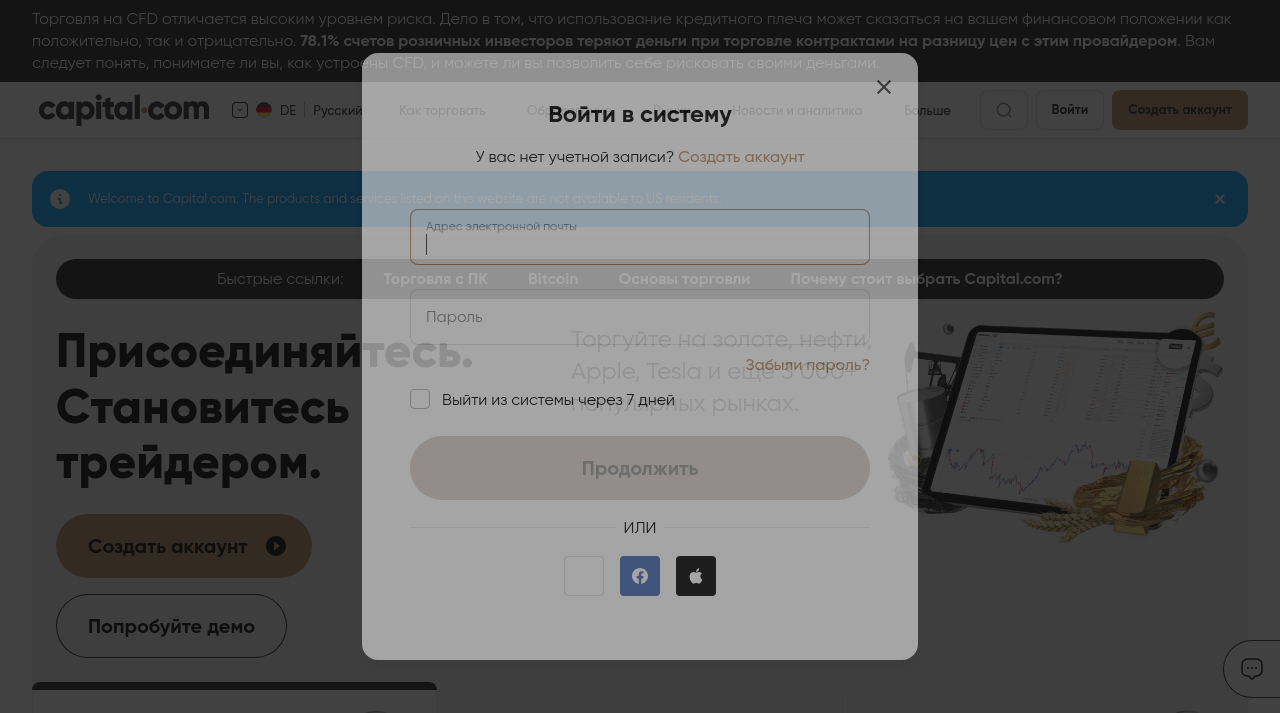 Торговля на CFD отличается высоким уровнем риска. Дело в том, что использование кредитного плеча может сказаться на вашем финансовом положении как
положительно, так и отрицательно. 78.1% счетов розничных инвесторов теряют деньги при торговле контрактами на разницу цен с этим провайдером. Вам
следует понять, понимаете ли вы, как устроены CFD, и можете ли вы позволить себе рисковать своими деньгами.
capital.com
DE
Русский
Как торговать
Новости и аналитика
Больше
Войти
Создать аккаунт
Войти в систему
У вас нет учетной записи? Создать аккаунт
Welcome to Capital.com. The products and services listed on this website are not available to US residents.
Адрес электронной почты
Быстрые ссылки:
Торговля с ПК
Bitcoin
Основы торговли
Почему стоит выбрать Capital.com?
Пароль
Забыли пароль?
Присоединяйтесь.
Становитесь
трейдером.
Торгуйте на золоте, нефти,
Apple, Tesla и еще 3 000+
популярных рынках.
Выйти из системы через 7 дней
Продолжить
ИЛИ
Создать аккаунт
Попробуйте демо